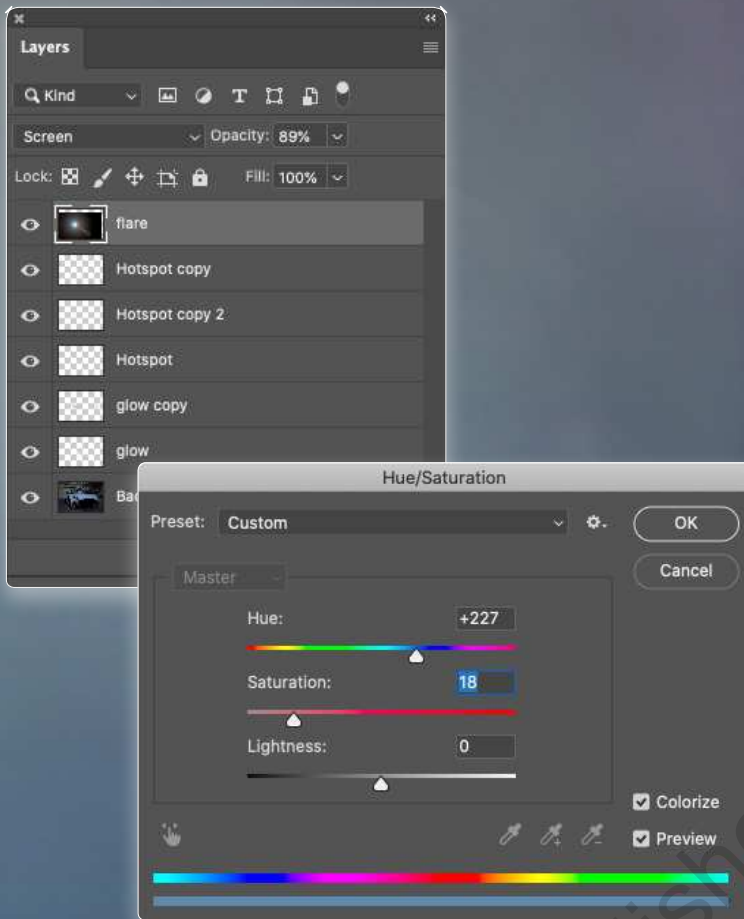 Layers
Kind
Screen Opacity: 89%
Lock: Fill: 100%
flare
Hotspot copy
Hotspot copy 2
Hotspot
glow copy
glow
Hue/Saturation
Preset: Custom OK
Cancel
Master
Hue: +227
Saturation: 18
Lightness: 0
Colorize
Preview